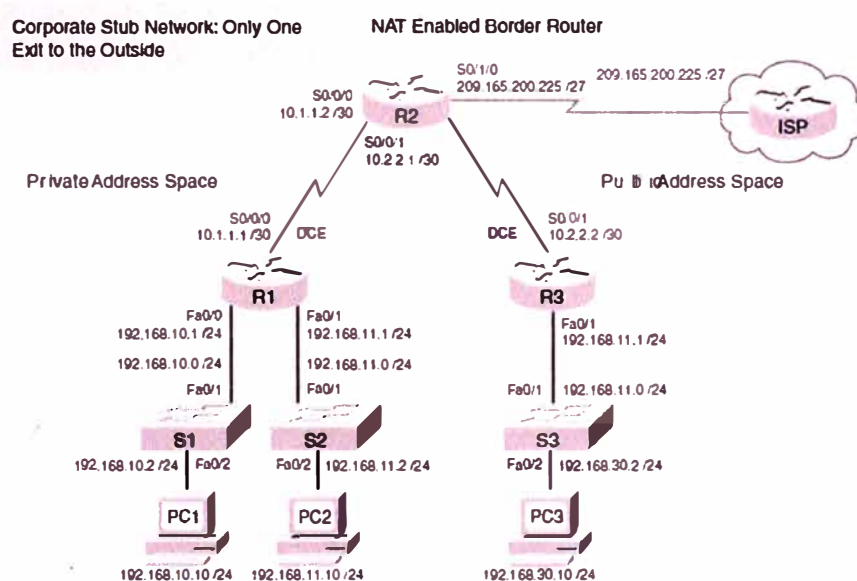 Corporate Stub Network: Only One
Exit to the Outside
NAT Enabled Border Router
S0/1/0
209.165.200.225 /27
209.165.200.225 /27
S0/0/0
10.1.1.2 /30
R2
ISP
S0/0/1
10.2.2.1 /30
Private Address Space
Address Space
S0/0/0
10.1.1.1 /30
DCE
DCE
S0/0/1
10.2.2.2 /30
R1
R3
Fa0/0
192.168.10.1 /24
192.168.10.0 /24
Fa0/1
Fa0/1
192.168.11.1 /24
192.168.11.0 /24
Fa0/1
Fa0/1
192.168.11.1 /24
Fa0/1
192.168.11.0 /24
S1
S2
S3
192.168.10.2 /24
Fa0/2
Fa0/2
192.168.11.2 /24
Fa0/2
192.168.30.2 /24
PC1
PC2
PC3
192.168.10.10 /24
192.168.11.10 /24
192.168.30.10 /24